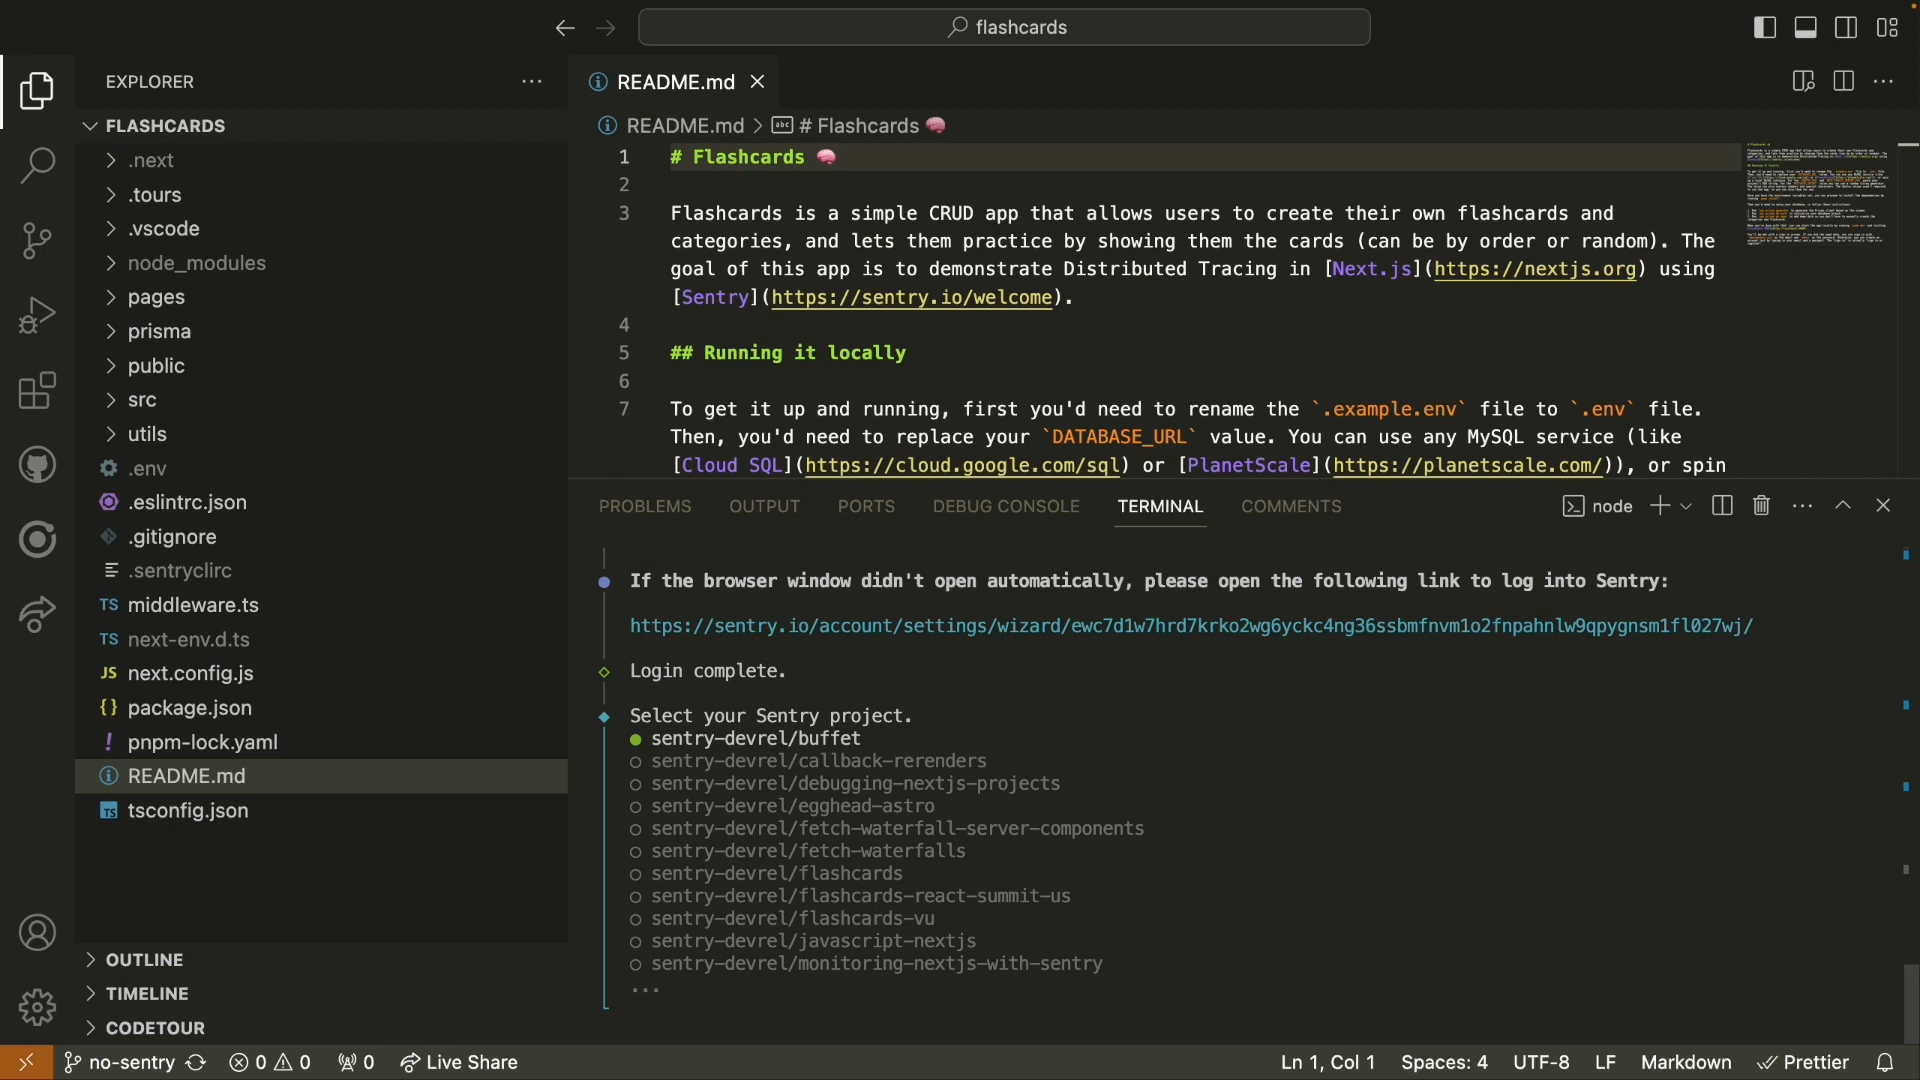 flashcards
EXPLORER
README.md
FLASHCARDS
README.md > # Flashcards 🧠
.next
.tours
.vscode
node_modules
pages
prisma
public
src
utils
.env
.eslintrc.json
.gitignore
.sentryclirc
TS middleware.ts
TS next-env.d.ts
JS next.config.js
{} package.json
! pnpm-lock.yaml
README.md
TS tsconfig.json
OUTLINE
TIMELINE
CODETOUR
1 # Flashcards 🧠
2
3 Flashcards is a simple CRUD app that allows users to create their own flashcards and
categories, and lets them practice by showing them the cards (can be by order or random). The
goal of this app is to demonstrate Distributed Tracing in [Next.js](https://nextjs.org) using
[Sentry](https://sentry.io/welcome).
4
5 ## Running it locally
6
7 To get it up and running, first you'd need to rename the `.example.env` file to `.env` file.
Then, you'd need to replace your `DATABASE_URL` value. You can use any MySQL service (like
[Cloud SQL](https://cloud.google.com/sql) or [PlanetScale](https://planetscale.com/)), or spin
PROBLEMS OUTPUT PORTS DEBUG CONSOLE TERMINAL COMMENTS
node
If the browser window didn't open automatically, please open the following link to log into Sentry:
https://sentry.io/account/settings/wizard/ewc7d1w7hrd7krko2wg6yckc4ng36ssbmfnvm1o2fnpahnlw9qpygnsm1fl027wj/
Login complete.
Select your Sentry project.
sentry-devrel/buffet
sentry-devrel/callback-rerenders
sentry-devrel/debugging-nextjs-projects
sentry-devrel/egghead-astro
sentry-devrel/fetch-waterfall-server-components
sentry-devrel/fetch-waterfalls
sentry-devrel/flashcards
sentry-devrel/flashcards-react-summit-us
sentry-devrel/flashcards-vu
sentry-devrel/javascript-nextjs
sentry-devrel/monitoring-nextjs-with-sentry
...
no-sentry 0 0 0 Live Share
Ln 1, Col 1 Spaces: 4 UTF-8 LF Markdown Prettier